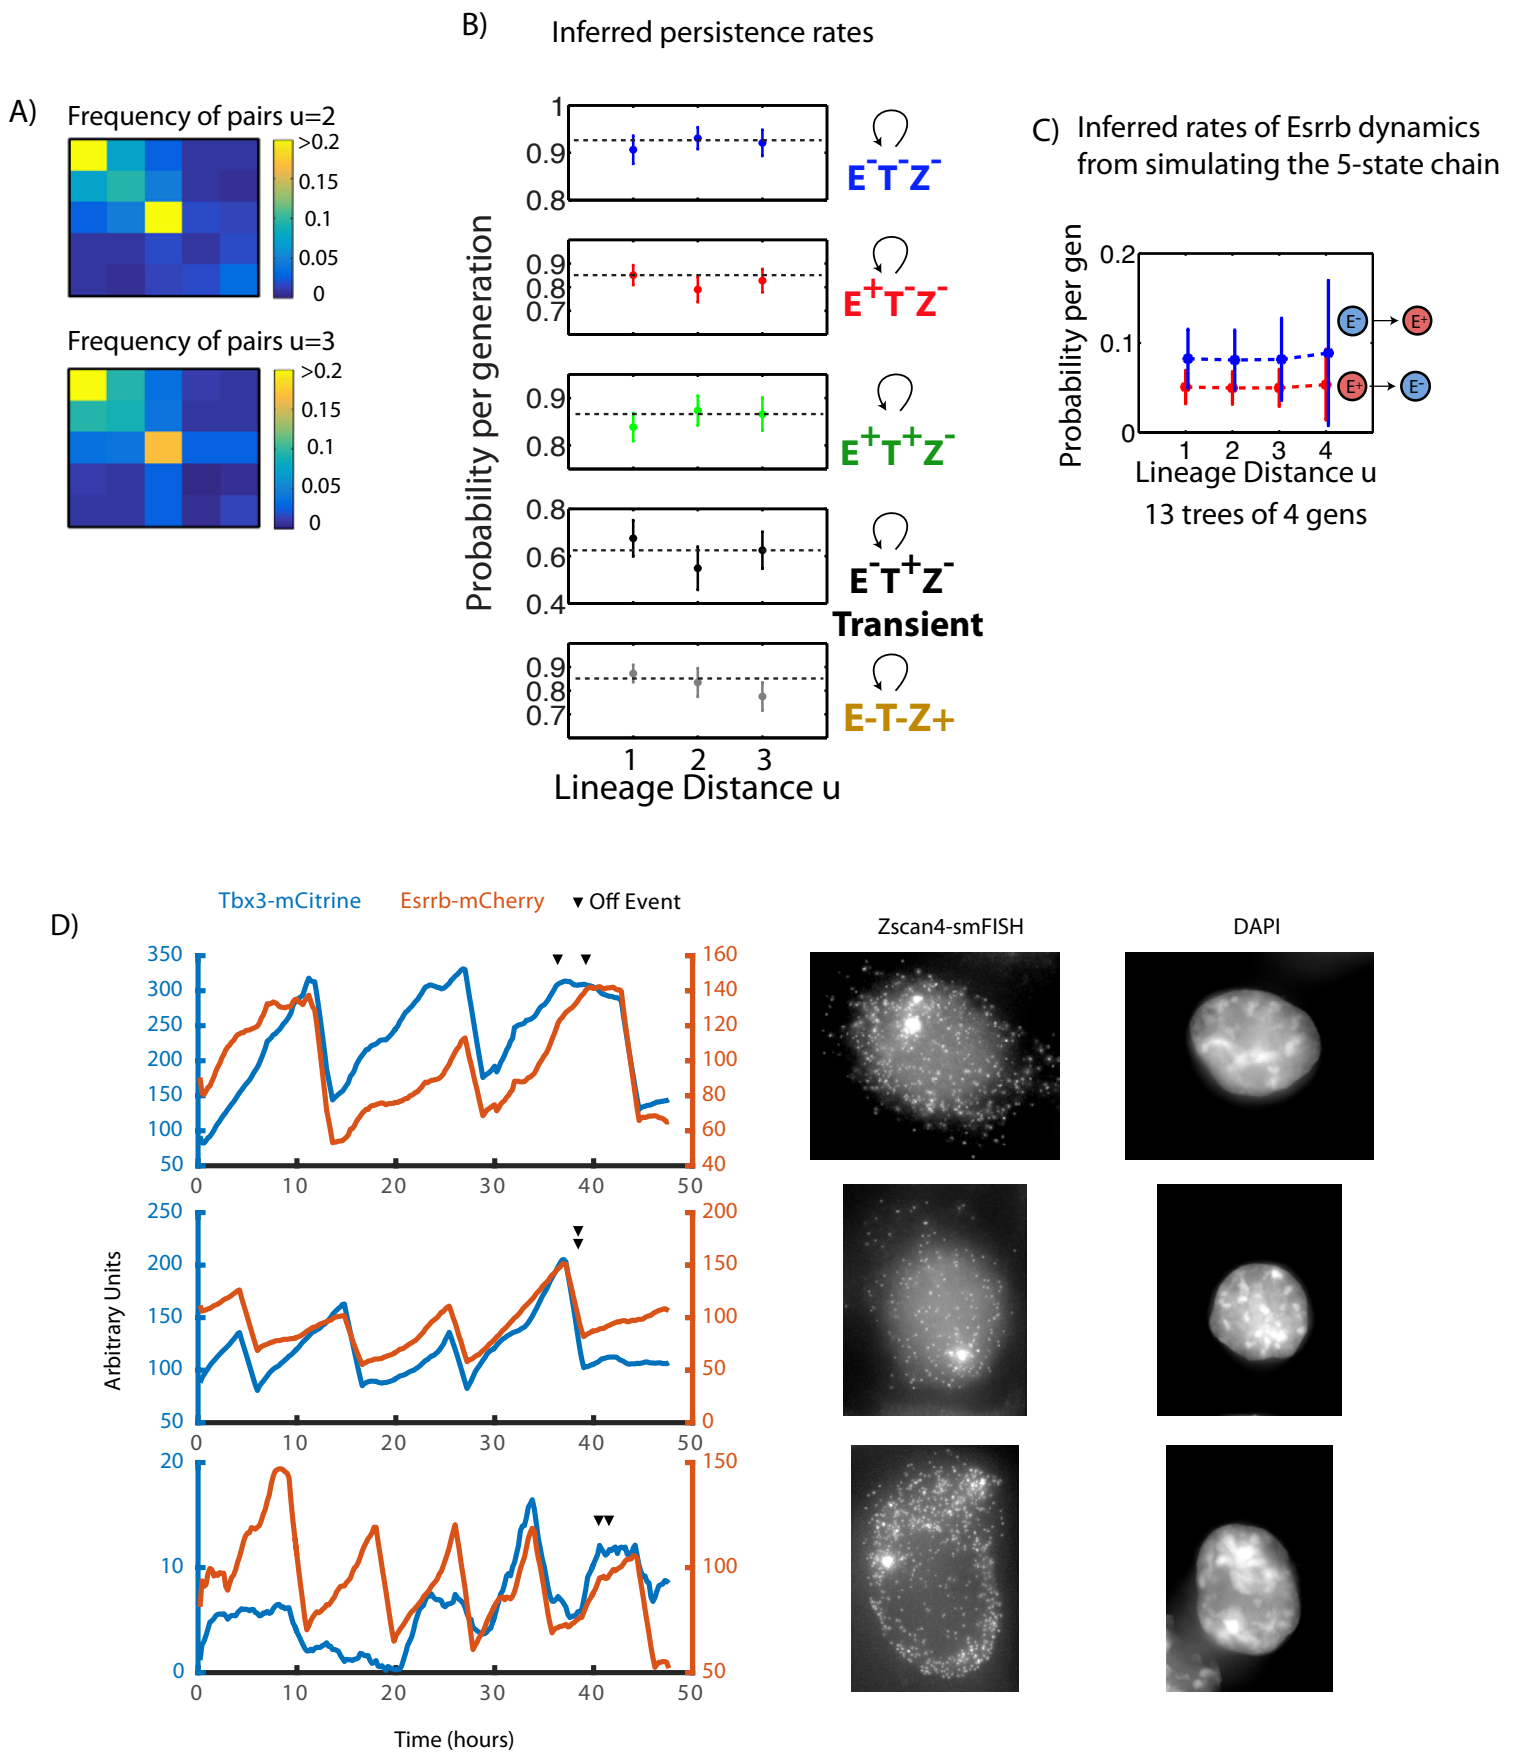 A)
Frequency of pairs u=2
>0.2
0.15
0.1
0.05
0
Frequency of pairs u=3
>0.2
0.15
0.1
0.05
0
B)
Inferred persistence rates
Probability per generation
1
0.9
0.8
E⁻T⁻Z⁻
0.9
0.8
0.7
E⁺T⁻Z⁻
0.9
0.8
E⁺T⁺Z⁻
0.8
0.6
0.4
E⁻T⁺Z⁻
Transient
0.9
0.8
0.7
E-T-Z+
1 2 3
Lineage Distance u
C)
Inferred rates of Esrrb dynamics
from simulating the 5-state chain
Probability per gen
0.2
0.1
0
E⁻ E⁺
E⁺ E⁻
1 2 3 4
Lineage Distance u
13 trees of 4 gens
D)
Tbx3-mCitrine Esrrb-mCherry Off Event
Zscan4-smFISH
DAPI
Arbitrary Units
350
300
250
200
150
100
50
160
140
120
100
80
60
40
0 10 20 30 40 50
250
200
150
100
50
200
150
100
50
0
0 10 20 30 40 50
20
10
0
150
100
50
0 10 20 30 40 50
Time (hours)